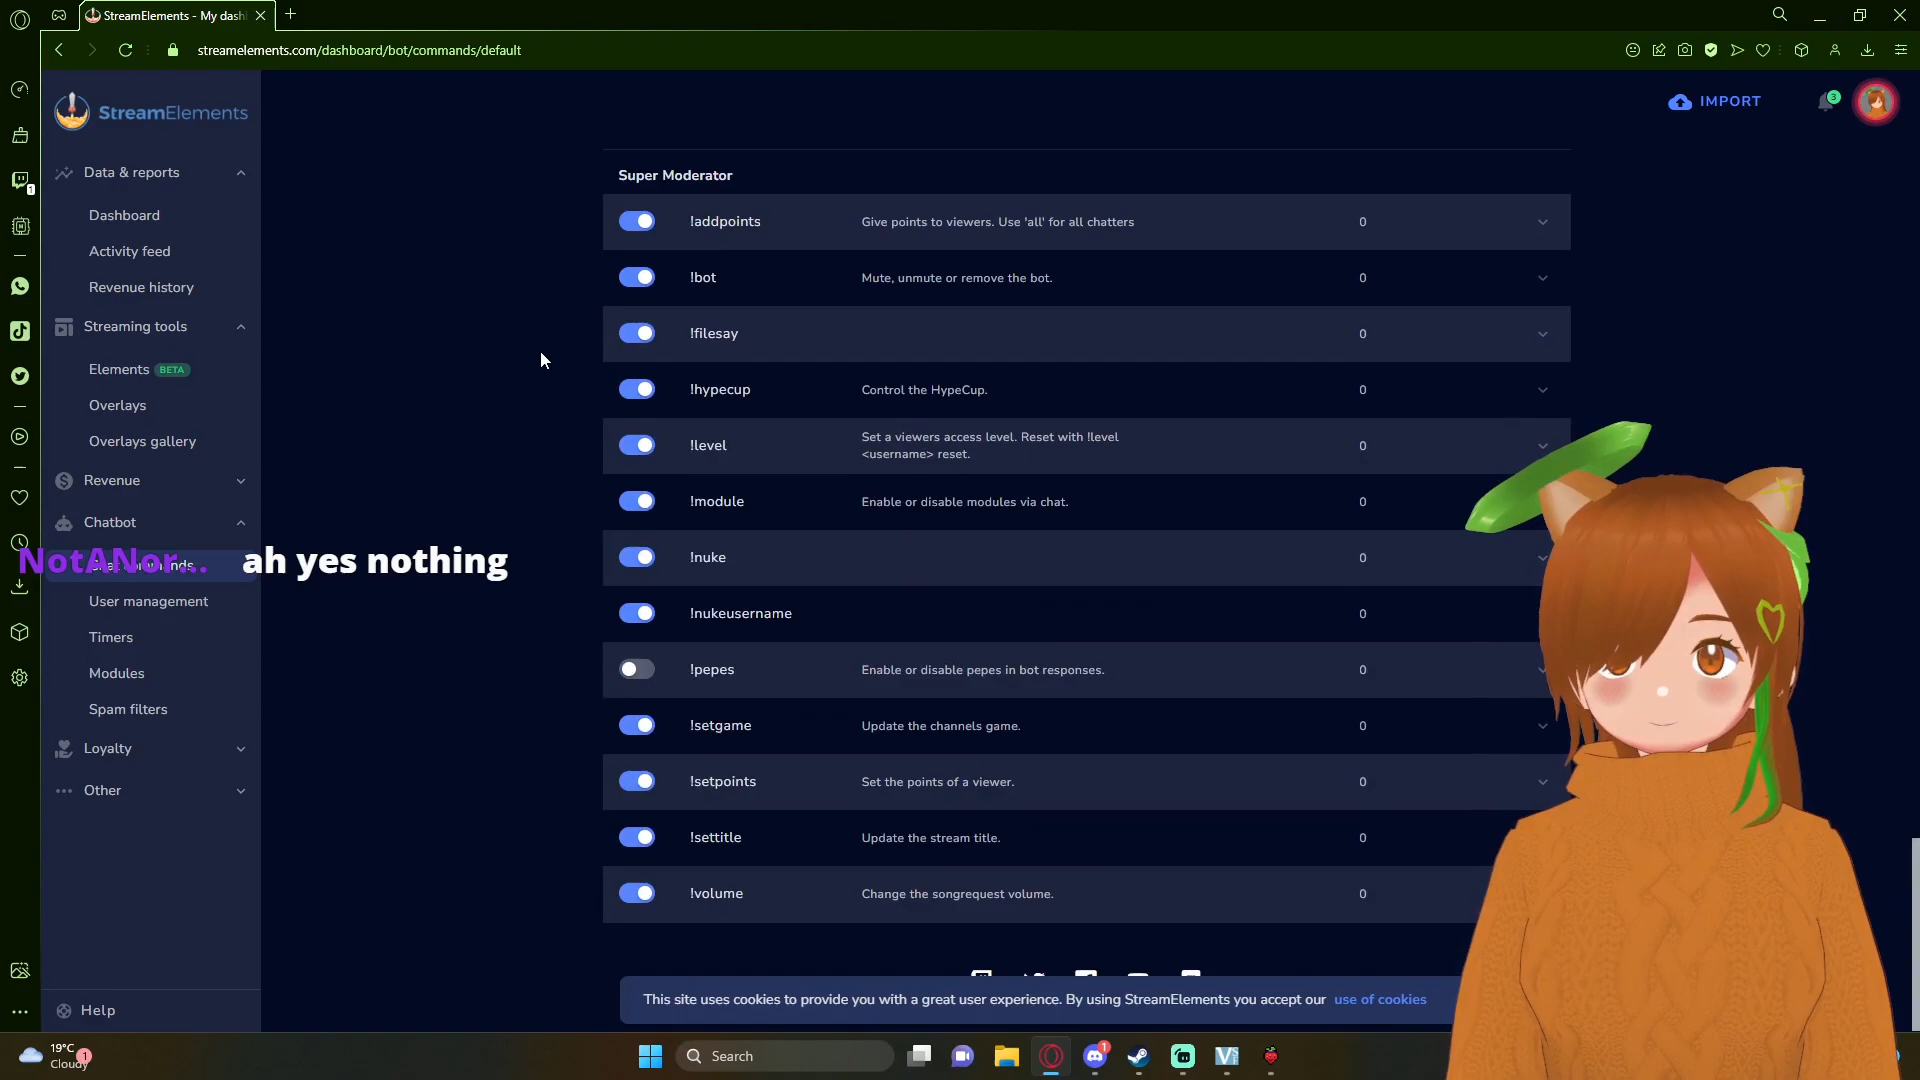 StreamElements - My dash
streamelements.com/dashboard/bot/commands/default
1
StreamElements
IMPORT
3
Data & reports
Dashboard
Activity feed
Revenue history
Streaming tools
Elements BETA
Overlays
Overlays gallery
Revenue
Chatbot
NotANor... ah yes nothing
User management
Timers
Modules
Spam filters
Loyalty
Other
Help
Super Moderator
!addpoints Give points to viewers. Use 'all' for all chatters 0
!bot Mute, unmute or remove the bot. 0
!filesay 0
!hypecup Control the HypeCup. 0
!level Set a viewers access level. Reset with !level
<username> reset. 0
!module Enable or disable modules via chat. 0
!nuke 0
!nukeusername 0
!pepes Enable or disable pepes in bot responses. 0
!setgame Update the channels game. 0
!setpoints Set the points of a viewer. 0
!settitle Update the stream title. 0
!volume Change the songrequest volume. 0
This site uses cookies to provide you with a great user experience. By using StreamElements you accept our use of cookies
19°C
Cloudy
1
Search
1